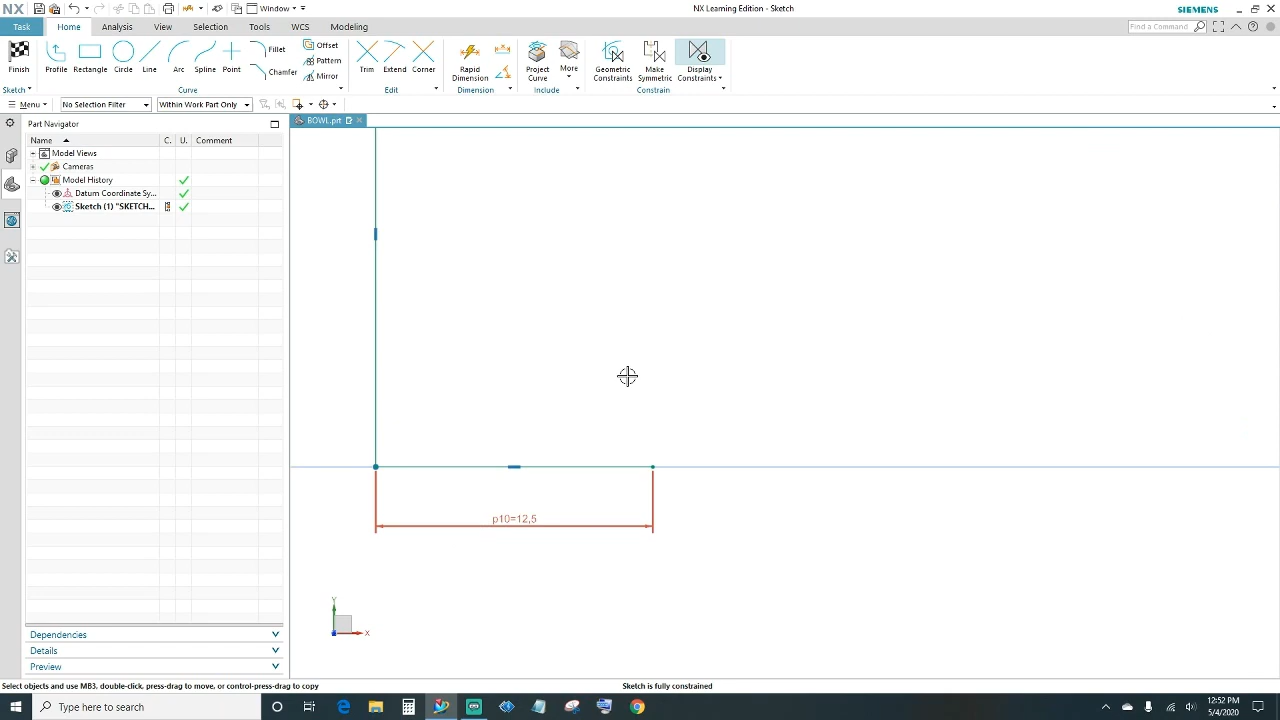 NX
Window
NX Learning Edition - Sketch
SIEMENS
Task
Home
Analysis
View
Selection
Tools
WCS
Modeling
Find a Command
Finish
Profile
Rectangle
Circle
Line
Arc
Spline
Point
Fillet
Chamfer
Offset
Pattern
Mirror
Trim
Extend
Corner
Rapid
Dimension
Project
Curve
More
Geometric
Constraints
Make
Symmetric
Display
Constraints
Sketch
Curve
Edit
Dimension
Include
Constrain
Menu
No Selection Filter
Within Work Part Only
Part Navigator
BOWL.prt
Name
C.
U.
Comment
Model Views
Cameras
Model History
Datum Coordinate Sy...
Sketch (1) "SKETCH...
p10=12,5
Y
X
Dependencies
Details
Preview
Select objects and use MB3, double-click, press-drag to move, or control-press-drag to copy
Sketch is fully constrained
Type here to search
12:52 PM
5/4/2020